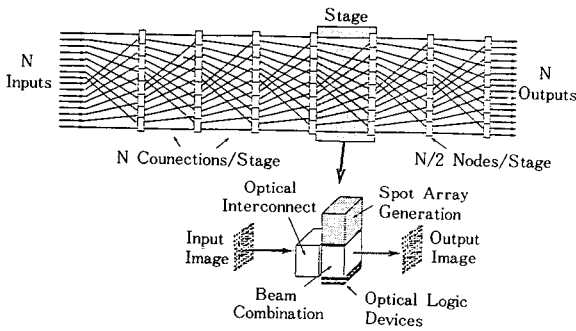 Stage
N
Inputs
N
Outputs
N Counections/Stage
N/2 Nodes/Stage
Optical
Interconnect
Spot Array
Generation
Input
Image
Output
Image
Beam
Combination
Optical Logic
Devices